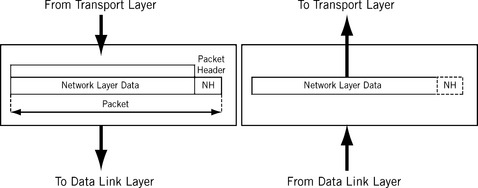 From Transport Layer
To Transport Layer
Packet
Header
Network Layer Data
NH
Packet
Network Layer Data
NH
To Data Link Layer
From Data Link Layer